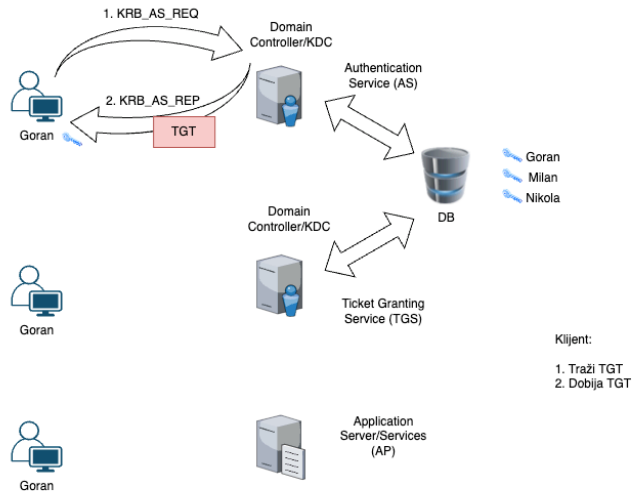 1. KRB_AS_REQ
Domain
Controller/KDC
Authentication
Service (AS)
2. KRB_AS_REP
TGT
Goran
Goran
Milan
Nikola
DB
Domain
Controller/KDC
Ticket Granting
Service (TGS)
Goran
Klijent:
1. Traži TGT
2. Dobija TGT
Application
Server/Services
(AP)
Goran